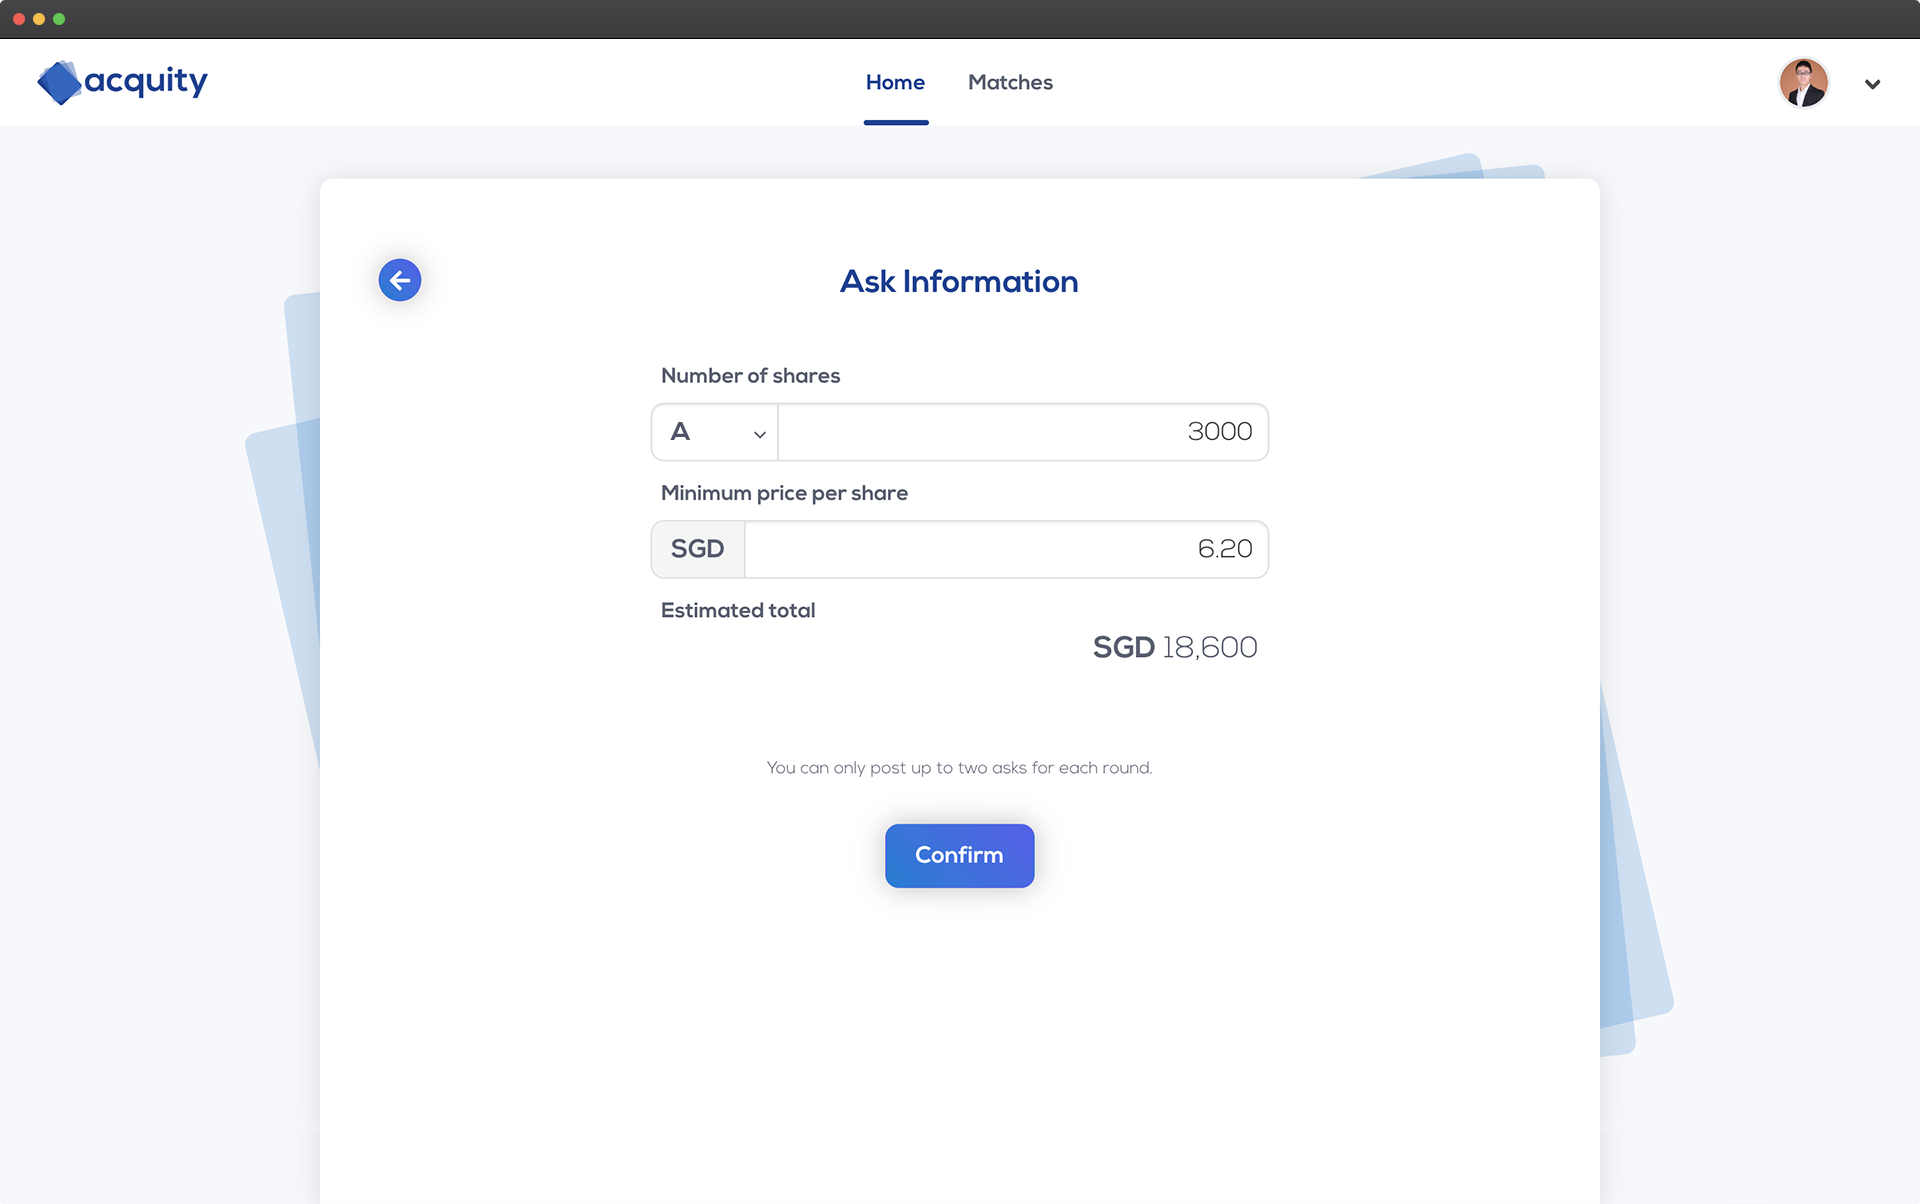 acquity
Home
Matches
Ask Information
Number of shares
A
3000
Minimum price per share
SGD
6.20
Estimated total
SGD 18,600
You can only post up to two asks for each round.
Confirm